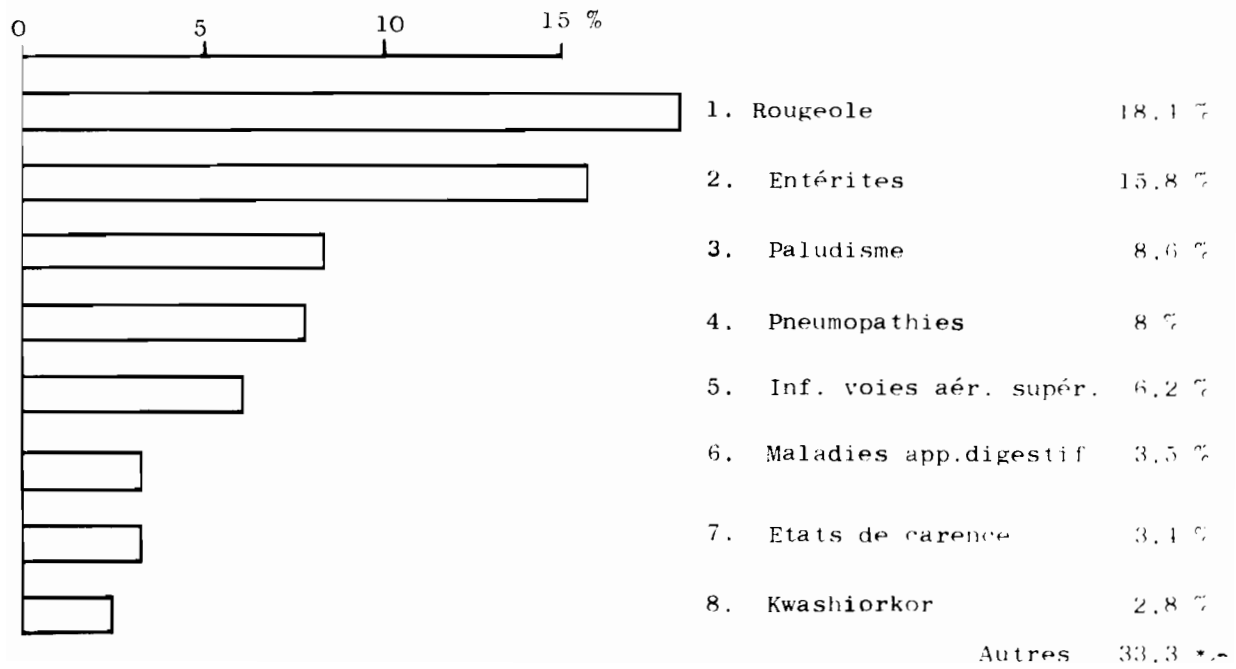 0 5 10 15 %
1. Rougeole 18.4 %
2. Entérites 15.8 %
3. Paludisme 8.6 %
4. Pneumopathies 8 %
5. Inf. voies aér. supér. 6.2 %
6. Maladies app.digestif 3.5 %
7. Etats de carence 3.4 %
8. Kwashiorkor 2.8 %
Autres 33.3